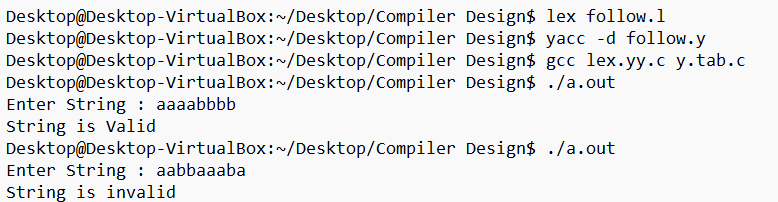 Desktop@Desktop-VirtualBox:~/Desktop/Compiler Design$ lex follow.l
Desktop@Desktop-VirtualBox:~/Desktop/Compiler Design$ yacc -d follow.y
Desktop@Desktop-VirtualBox:~/Desktop/Compiler Design$ gcc lex.yy.c y.tab.c
Desktop@Desktop-VirtualBox:~/Desktop/Compiler Design$ ./a.out
Enter String : aaaabbbb
String is Valid
Desktop@Desktop-VirtualBox:~/Desktop/Compiler Design$ ./a.out
Enter String : aabbaaaba
String is invalid